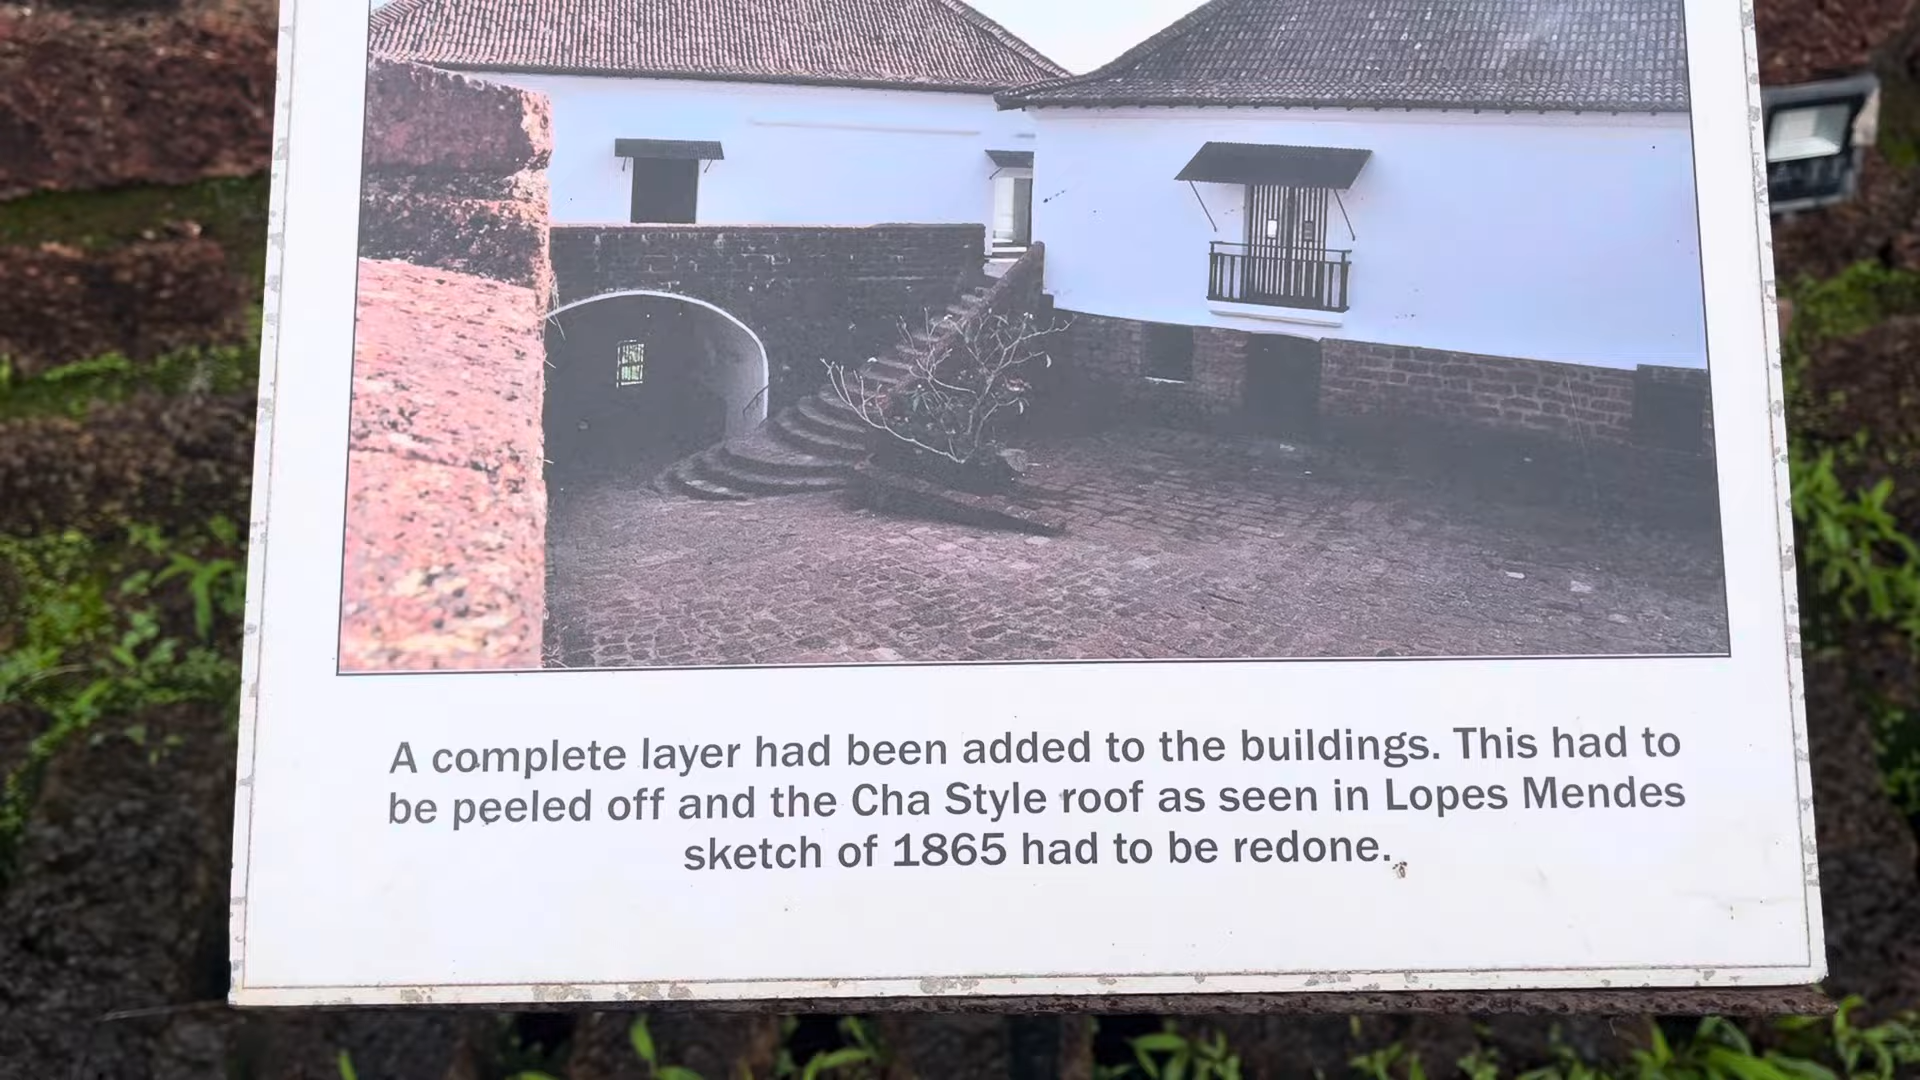 A complete layer had been added to the buildings. This had to
be peeled off and the Cha Style roof as seen in Lopes Mendes
sketch of 1865 had to be redone.